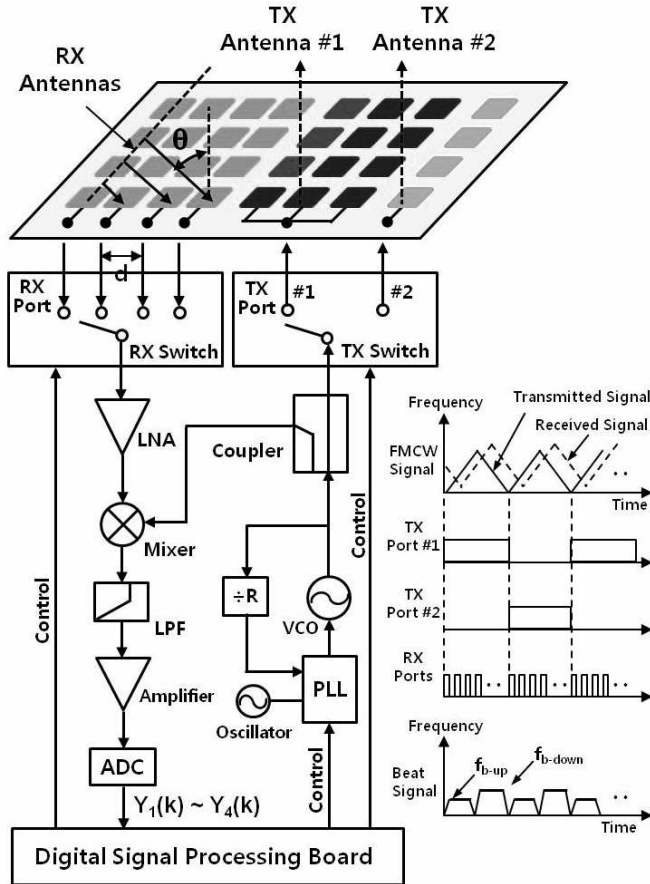 TX
Antenna #1
TX
Antenna #2
RX
Antennas
θ
d
RX
Port
RX Switch
TX
Port
#1
#2
TX Switch
LNA
Coupler
Mixer
÷R
VCO
LPF
PLL
Amplifier
Oscillator
ADC
Control
Control
Control
Y1(k) ~ Y4(k)
Digital Signal Processing Board
Frequency
Transmitted Signal
Received Signal
FMCW
Signal
Time
TX
Port #1
TX
Port #2
RX
Ports
Frequency
fb-up
fb-down
Beat
Signal
Time